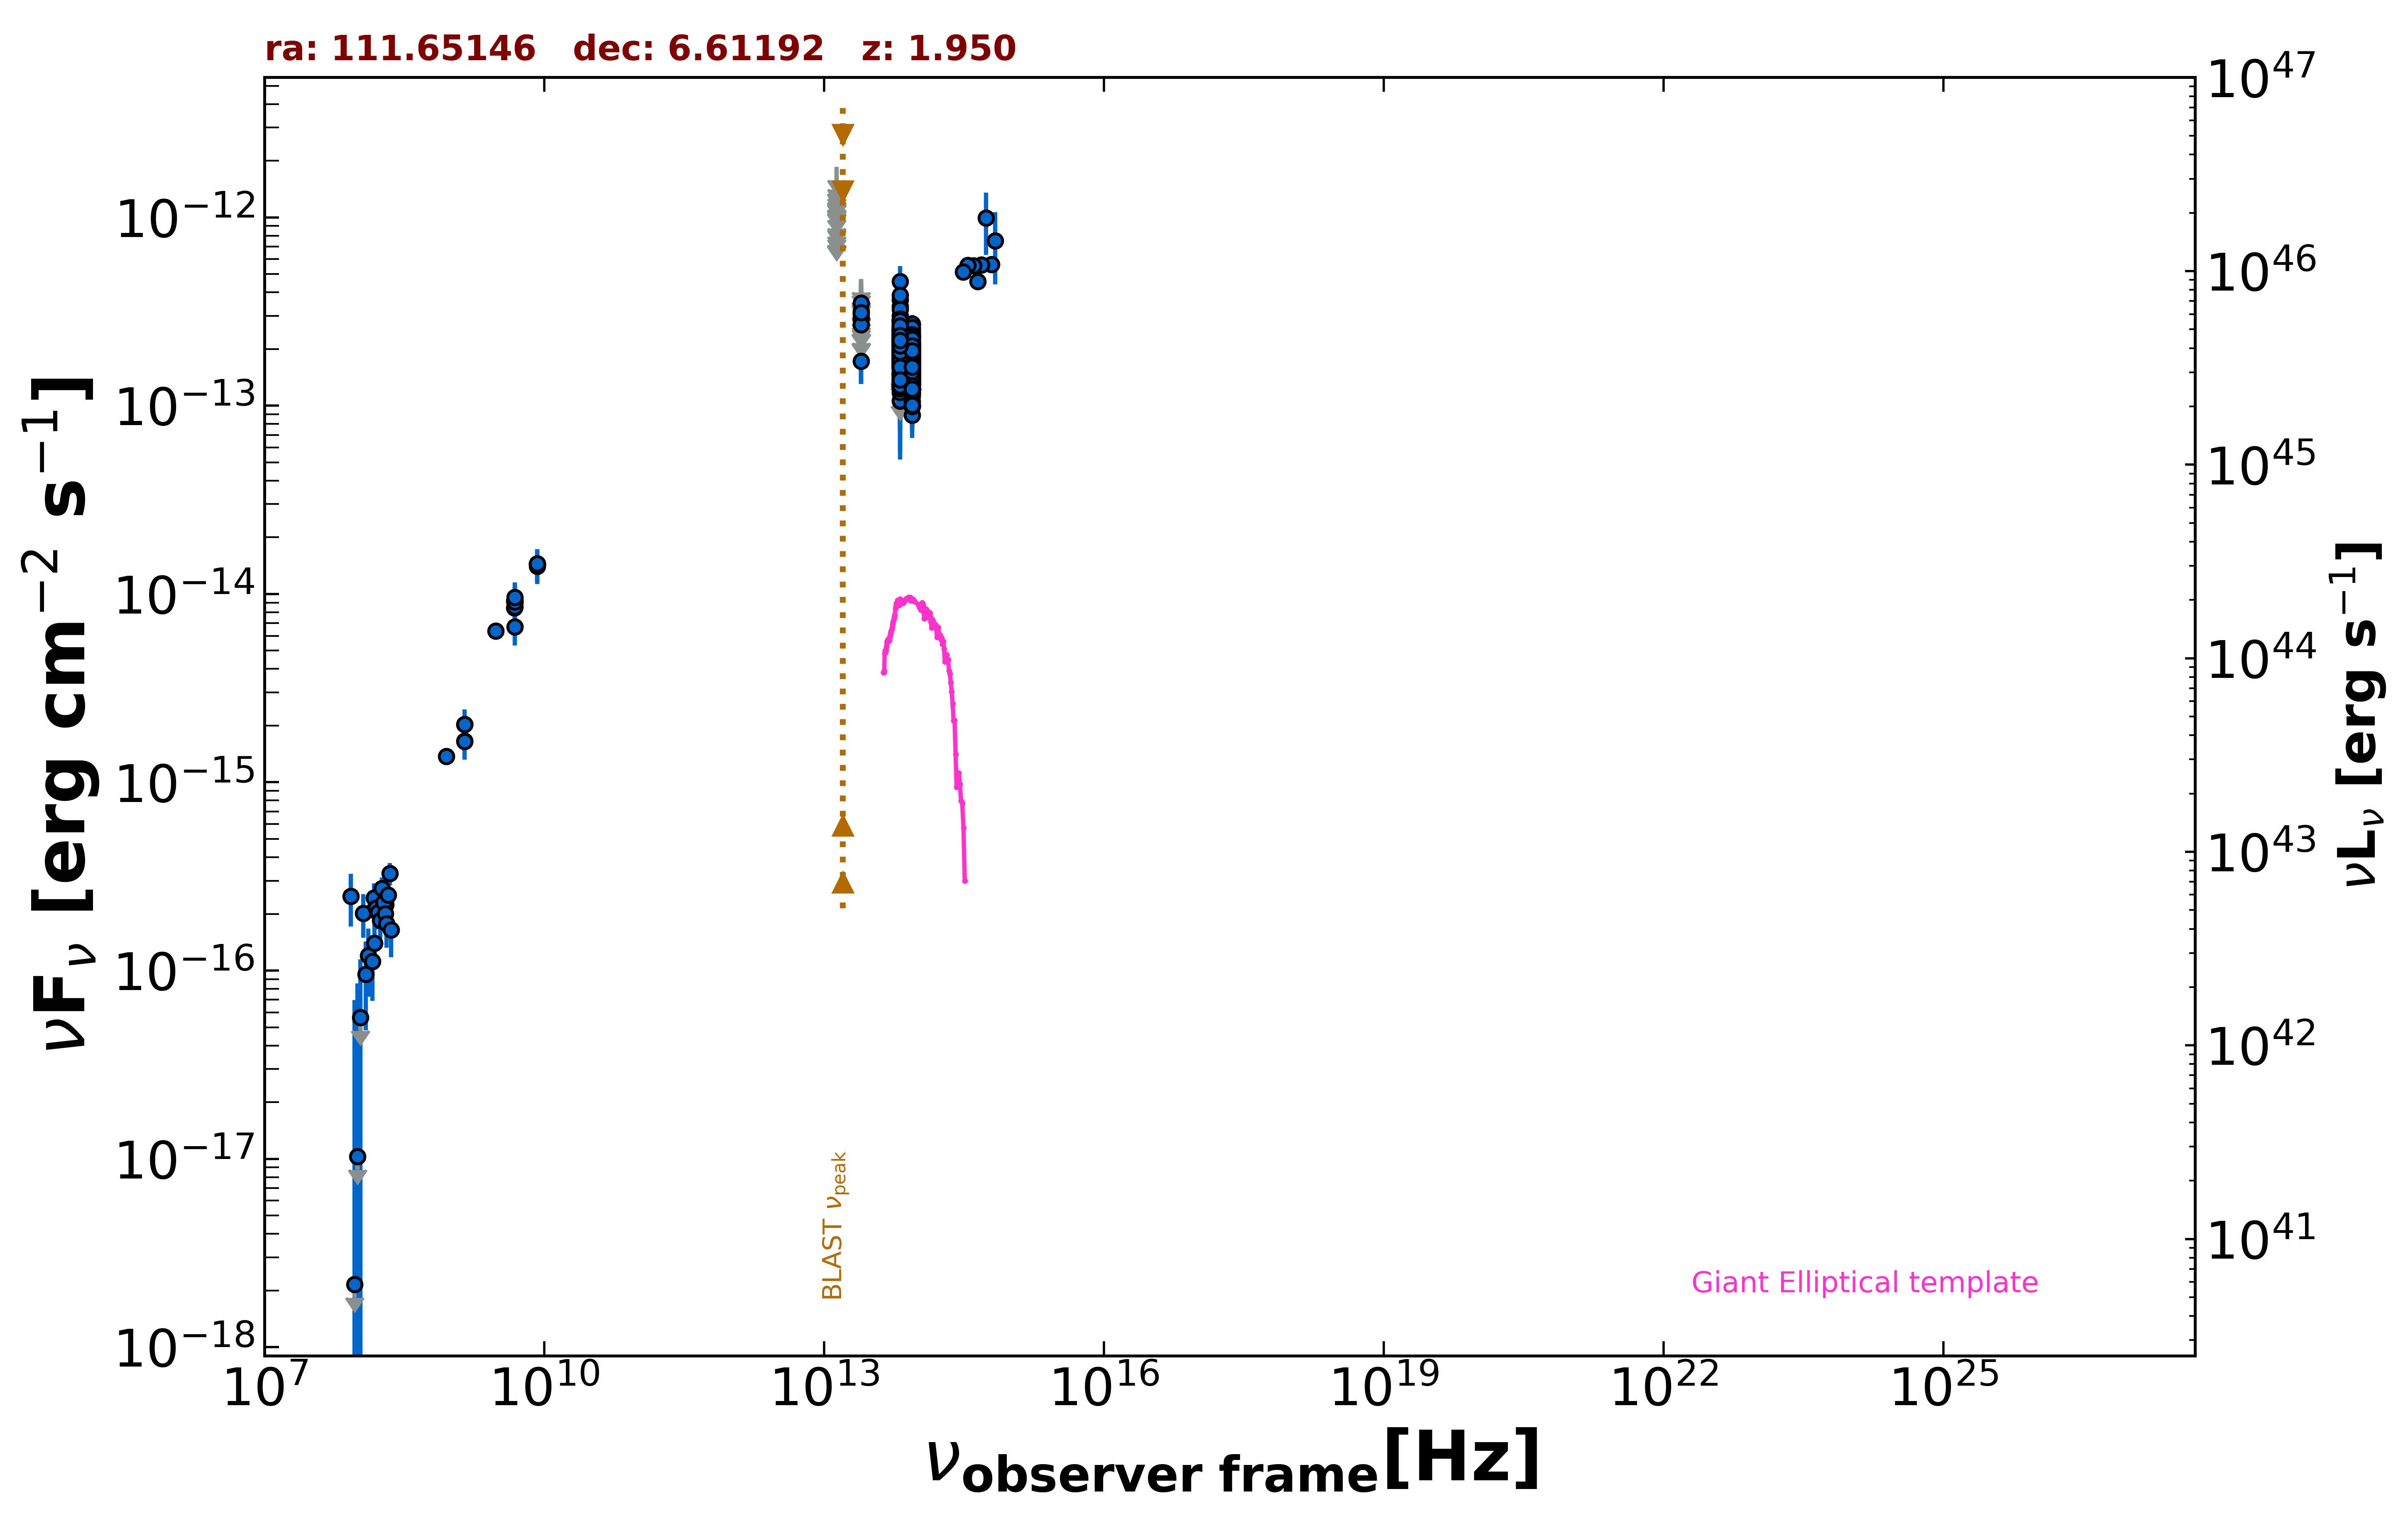 ra: 111.65146   dec: 6.61192   z: 1.950
10^47
10^46
10^45
10^44
10^43
10^42
10^41
νL_ν [erg s^−1]
νF_ν [erg cm^−2 s^−1]
10^−12
10^−13
10^−14
10^−15
10^−16
10^−17
10^−18
BLAST ν_peak
Giant Elliptical template
10^7 10^10 10^13 10^16 10^19 10^22 10^25
ν_observer frame [Hz]